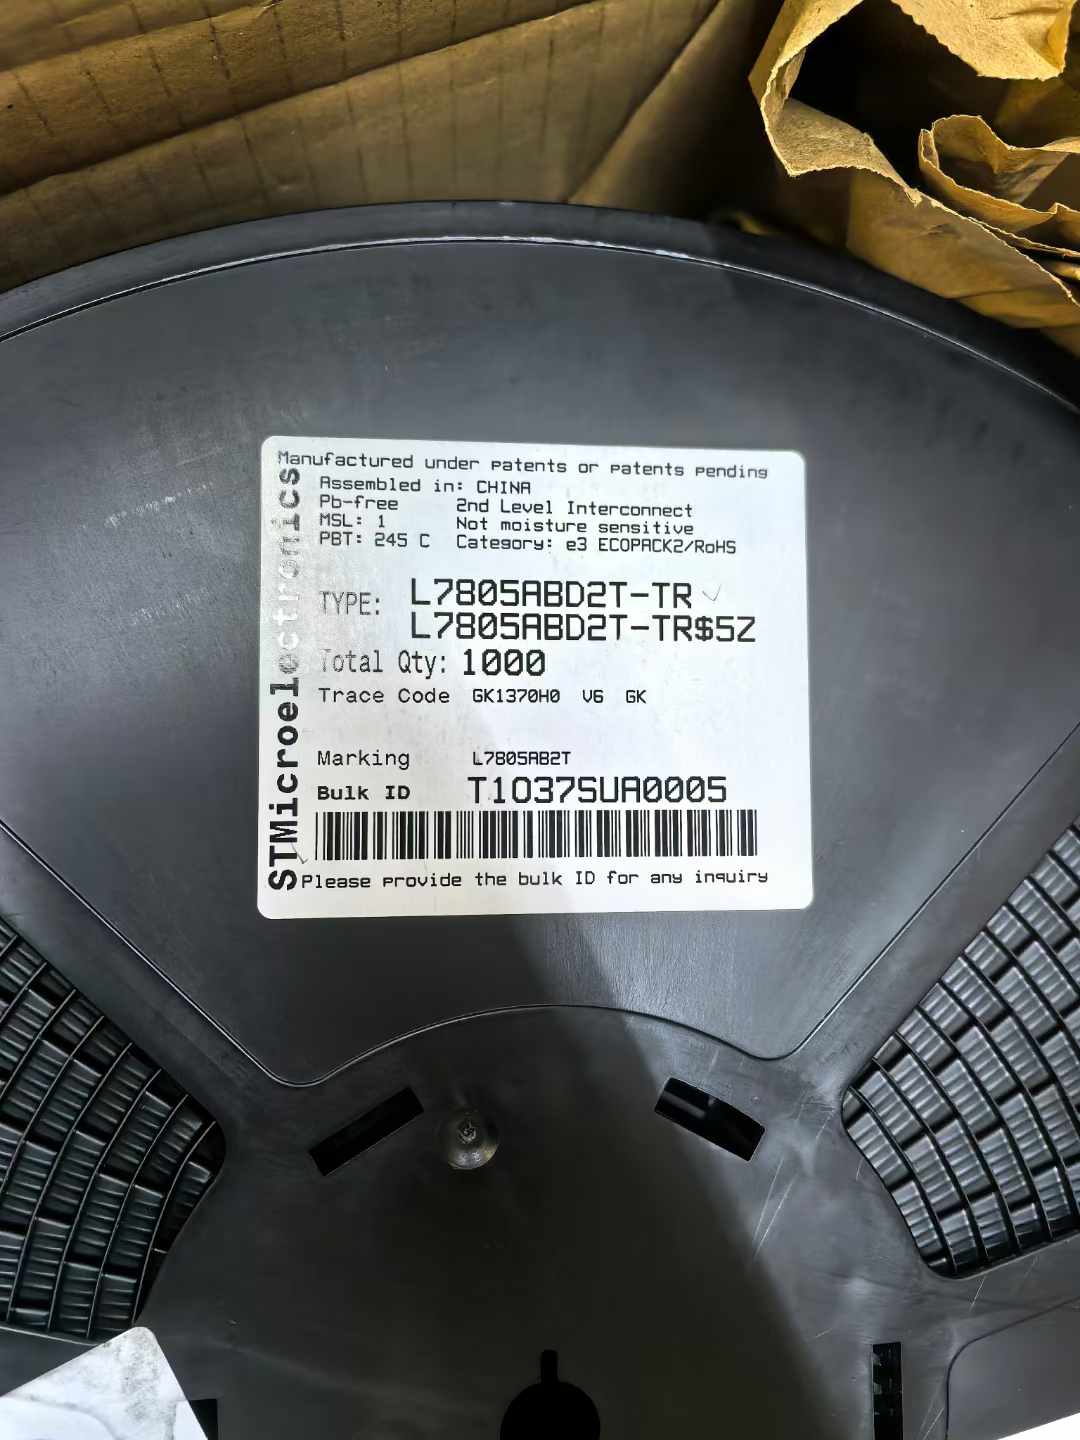 Manufactured under patents or patents pending
Assembled in: CHINA
Pb-free 2nd Level Interconnect
MSL: 1 Not moisture sensitive
PBT: 245 C Category: e3 ECOPACK2/RoHS
TYPE: L7805ABD2T-TR
L7805ABD2T-TR$5Z
Total Qty: 1000
Trace Code GK1370H0 V6 GK
Marking L7805AB2T
Bulk ID T1037SUA0005
Please provide the bulk ID for any inquiry
STMicroelectronics